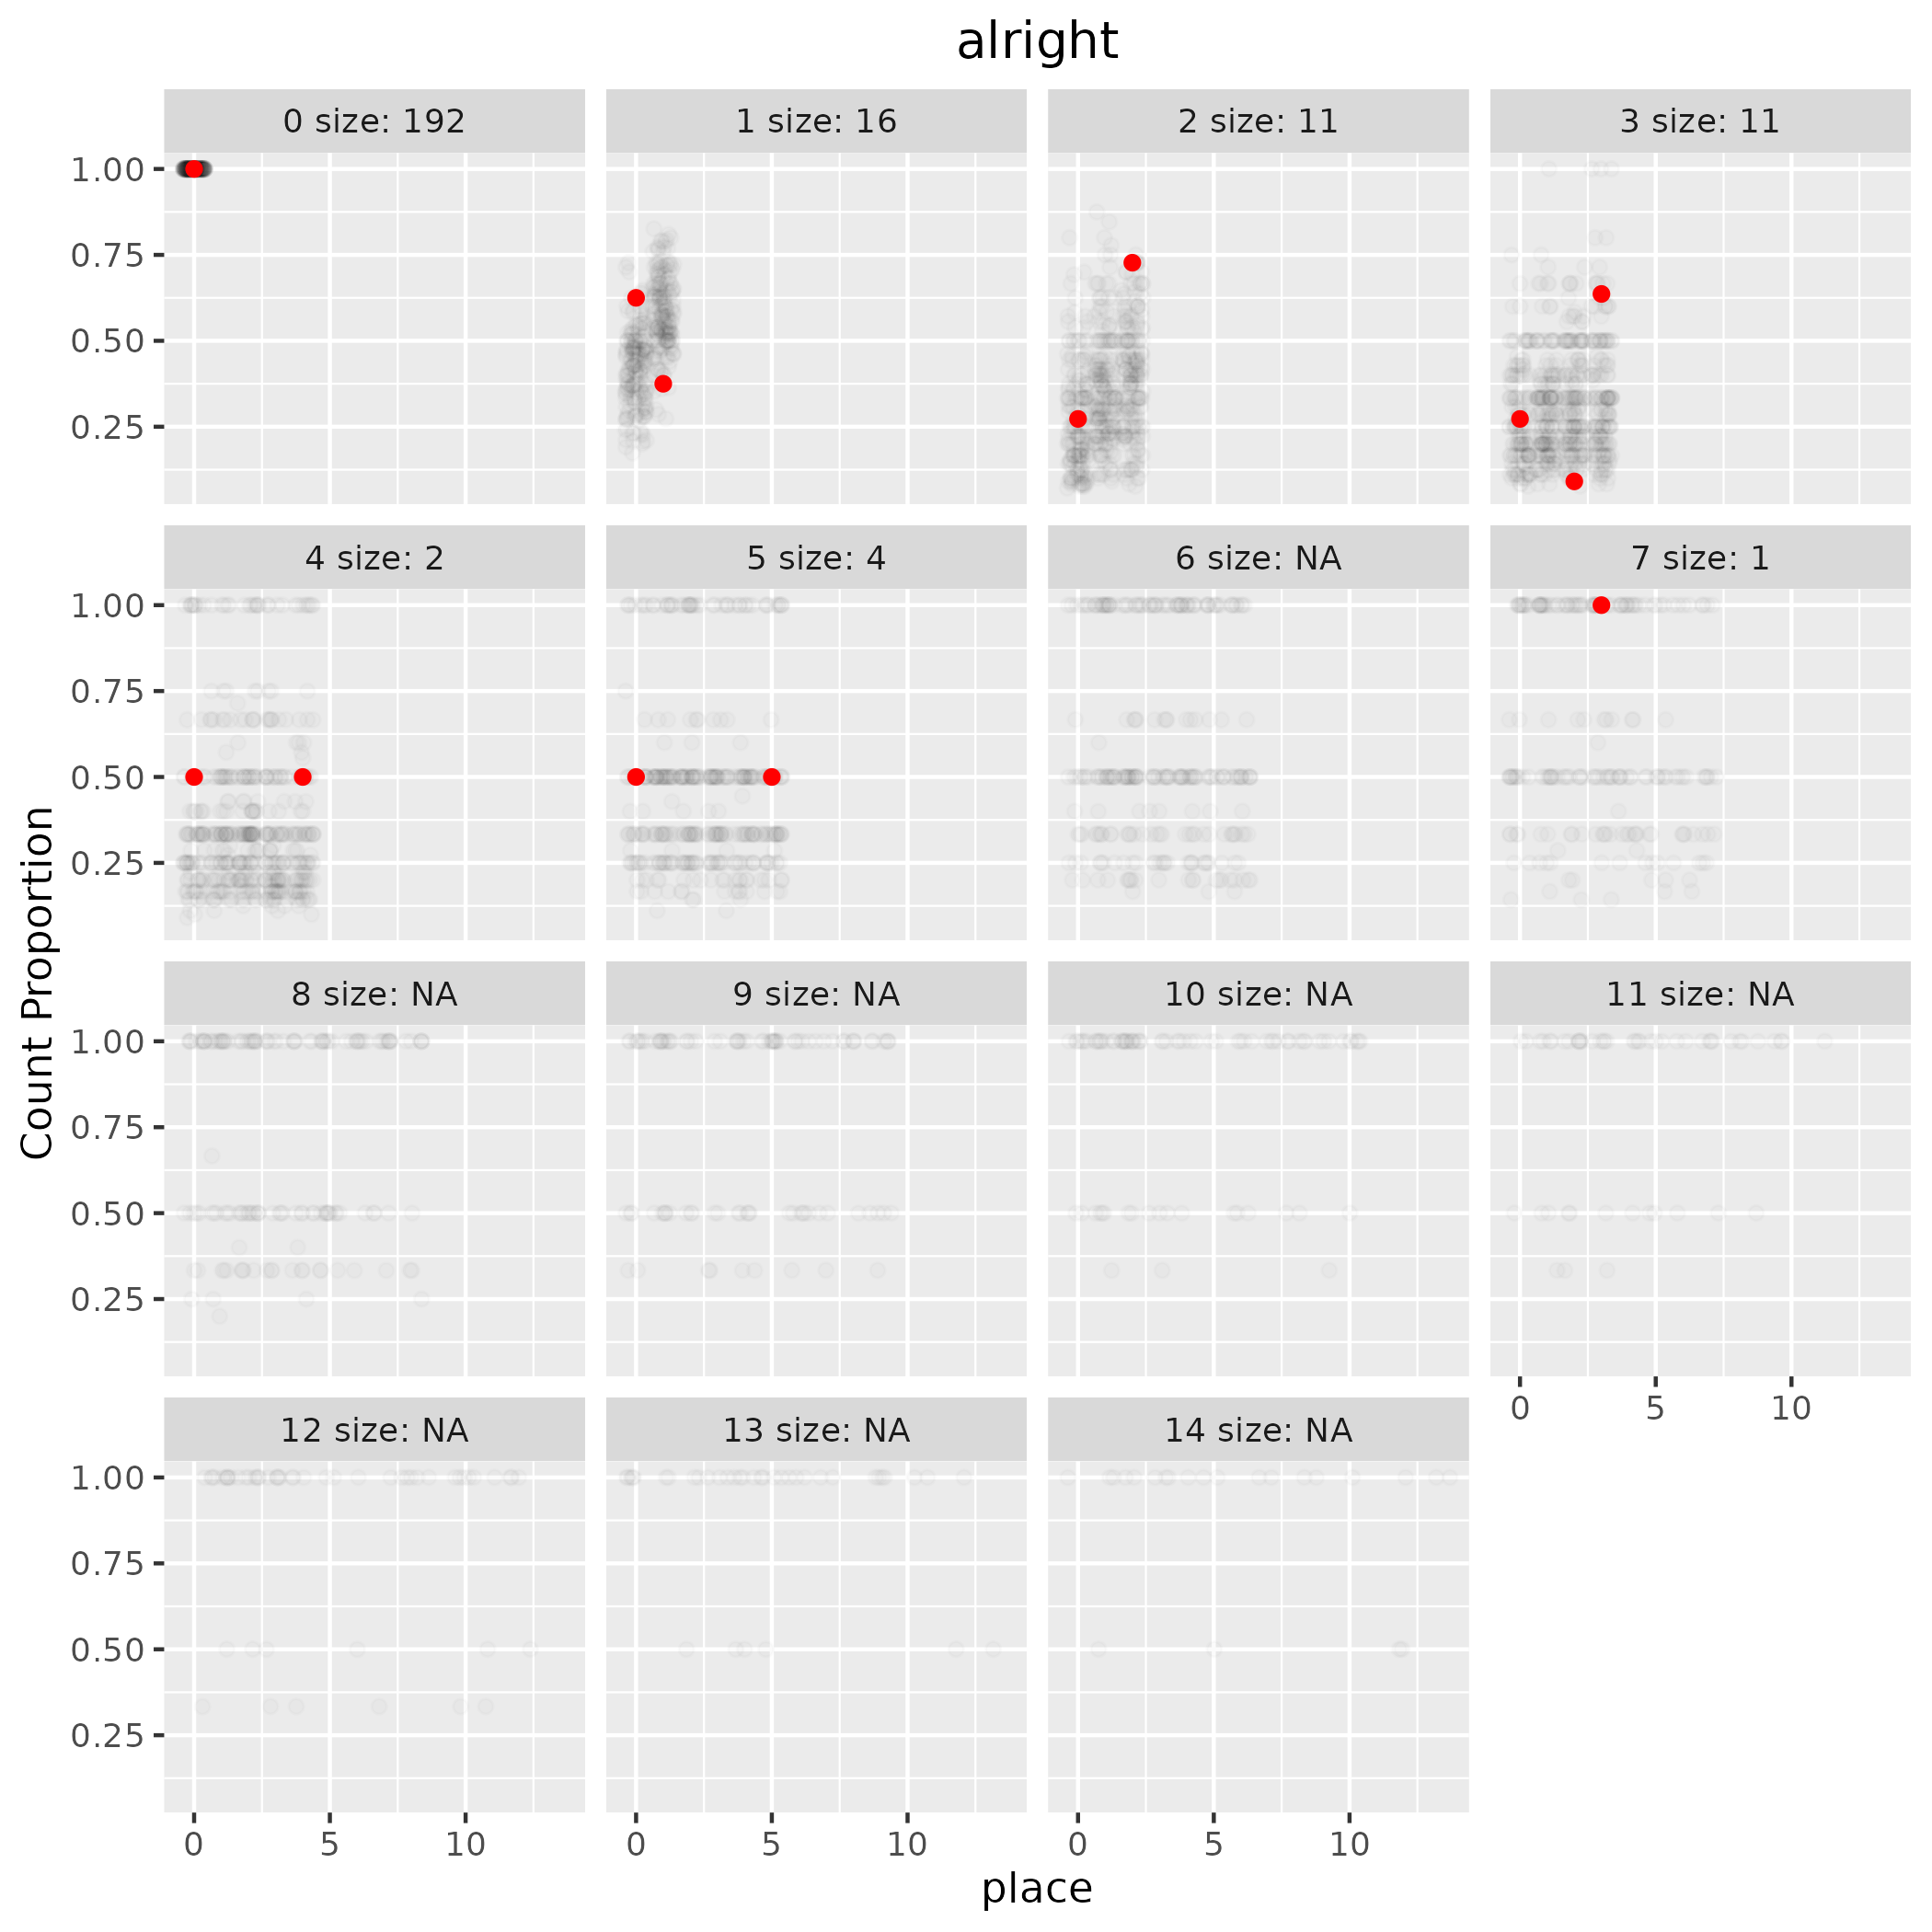 alright
0 size: 192
1 size: 16
2 size: 11
3 size: 11
1.00
0.75
0.50
0.25
4 size: 2
5 size: 4
6 size: NA
7 size: 1
1.00
0.75
0.50
0.25
Count Proportion
8 size: NA
9 size: NA
10 size: NA
11 size: NA
1.00
0.75
0.50
0.25
0 5 10
12 size: NA
13 size: NA
14 size: NA
1.00
0.75
0.50
0.25
0 5 10
0 5 10
0 5 10
place